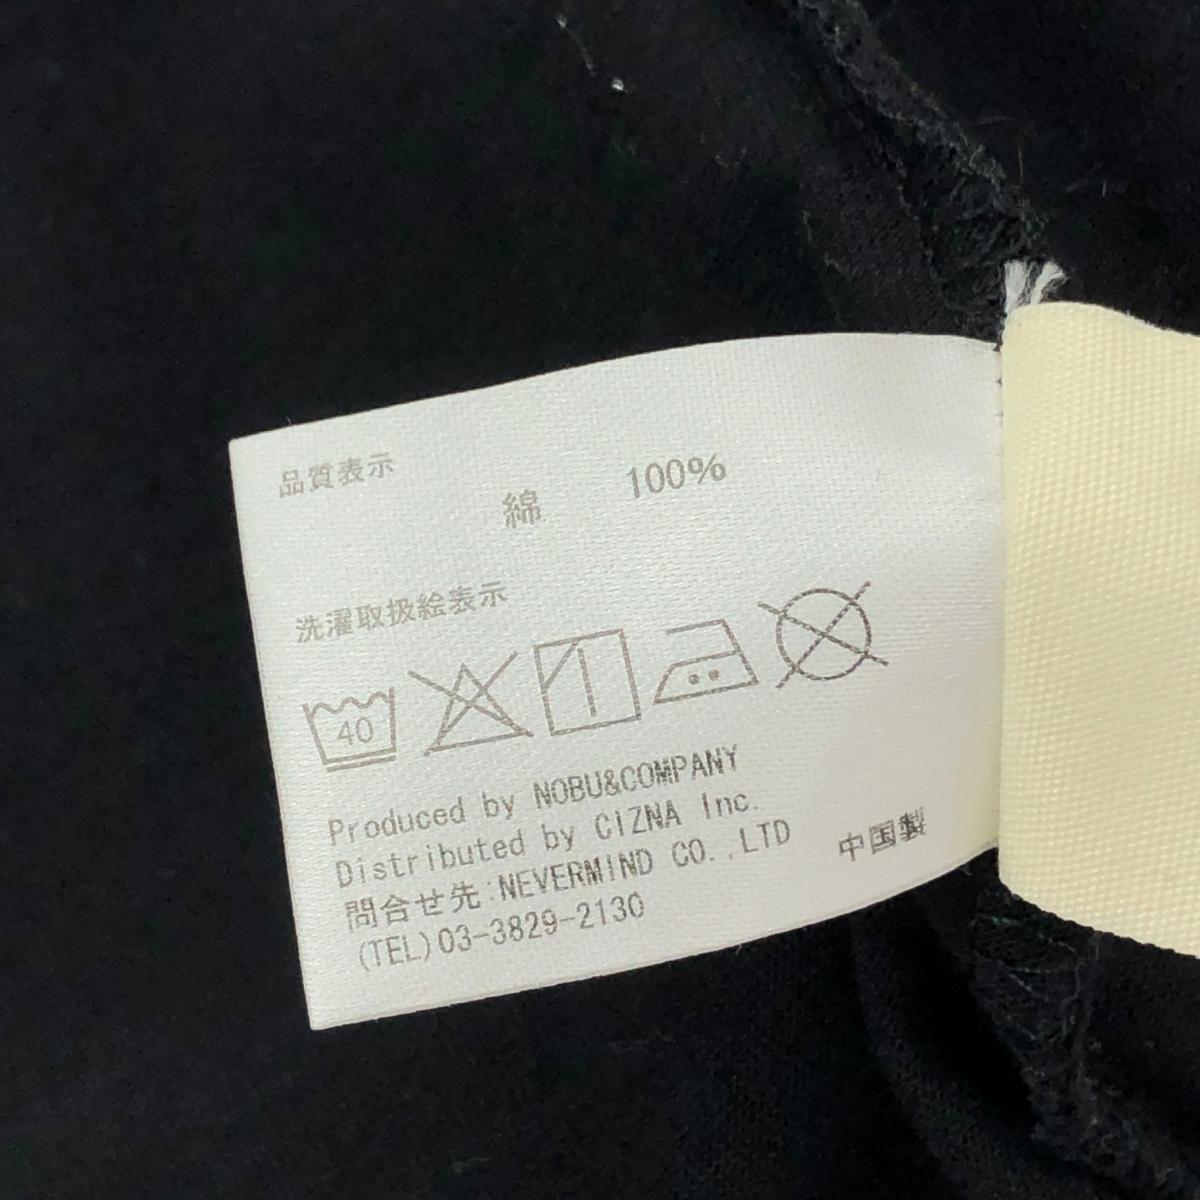 品質表示
綿 100%
洗濯取扱絵表示
40
Produced by NOBU&COMPANY
Distributed by CIZNA Inc.
問合せ先:NEVERMIND CO.,LTD
(TEL)03-3829-2130
中国製